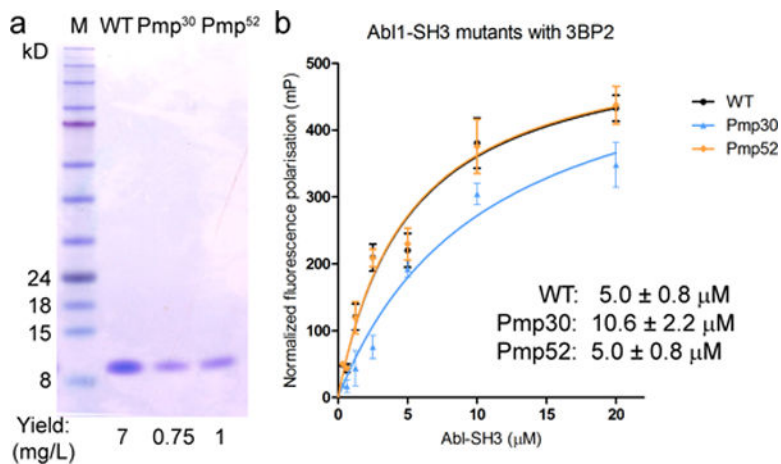 a
M WT Pmp³⁰ Pmp⁵²
kD
24
18
15
8
Yield: 7 0.75 1
(mg/L)
b
Abl1-SH3 mutants with 3BP2
Normalized fluorescence polarisation (mP)
500
400
300
200
100
0
0 5 10 15 20
Abl-SH3 (μM)
WT
Pmp30
Pmp52
WT: 5.0 ± 0.8 μM
Pmp30: 10.6 ± 2.2 μM
Pmp52: 5.0 ± 0.8 μM